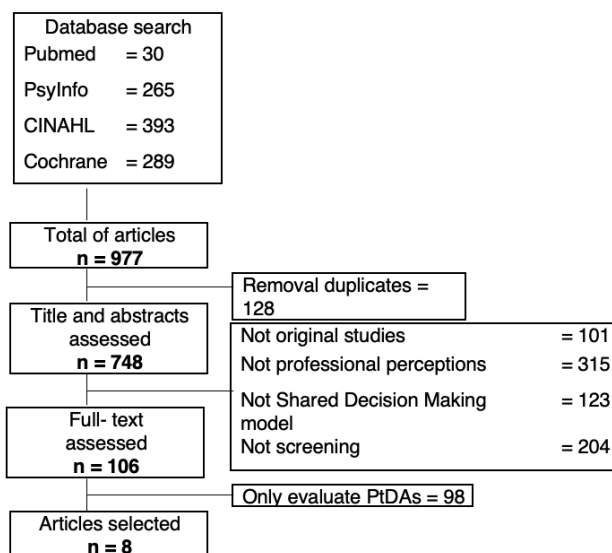 Database search
Pubmed = 30
PsyInfo = 265
CINAHL = 393
Cochrane = 289
Total of articles
n = 977
Removal duplicates =
128
Title and abstracts
assessed
n = 748
Not original studies = 101
Not professional perceptions = 315
Not Shared Decision Making = 123
model
Not screening = 204
Full- text
assessed
n = 106
Only evaluate PtDAs = 98
Articles selected
n = 8